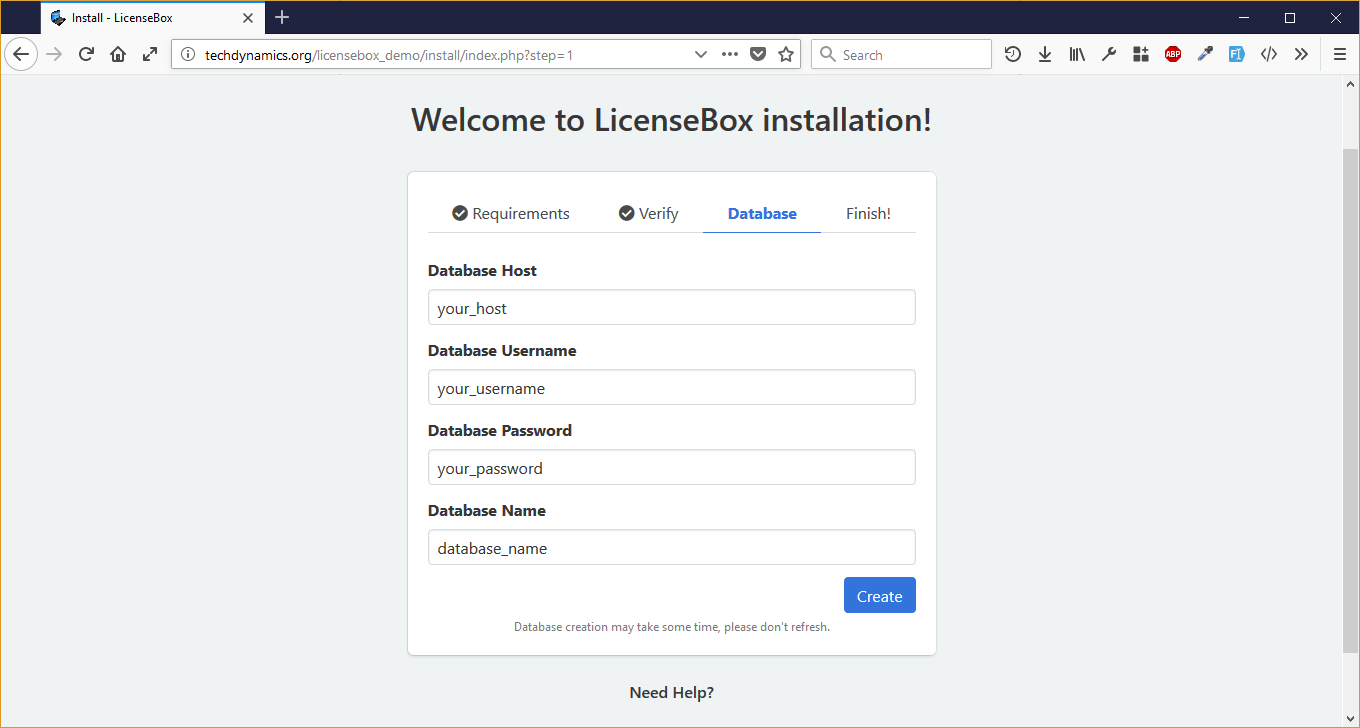 Install - LicenseBox
techdynamics.org/licensebox_demo/install/index.php?step=1
Search
ABP
Welcome to LicenseBox installation!
Requirements Verify Database Finish!
Database Host
your_host
Database Username
your_username
Database Password
your_password
Database Name
database_name
Create
Database creation may take some time, please don't refresh.
Need Help?